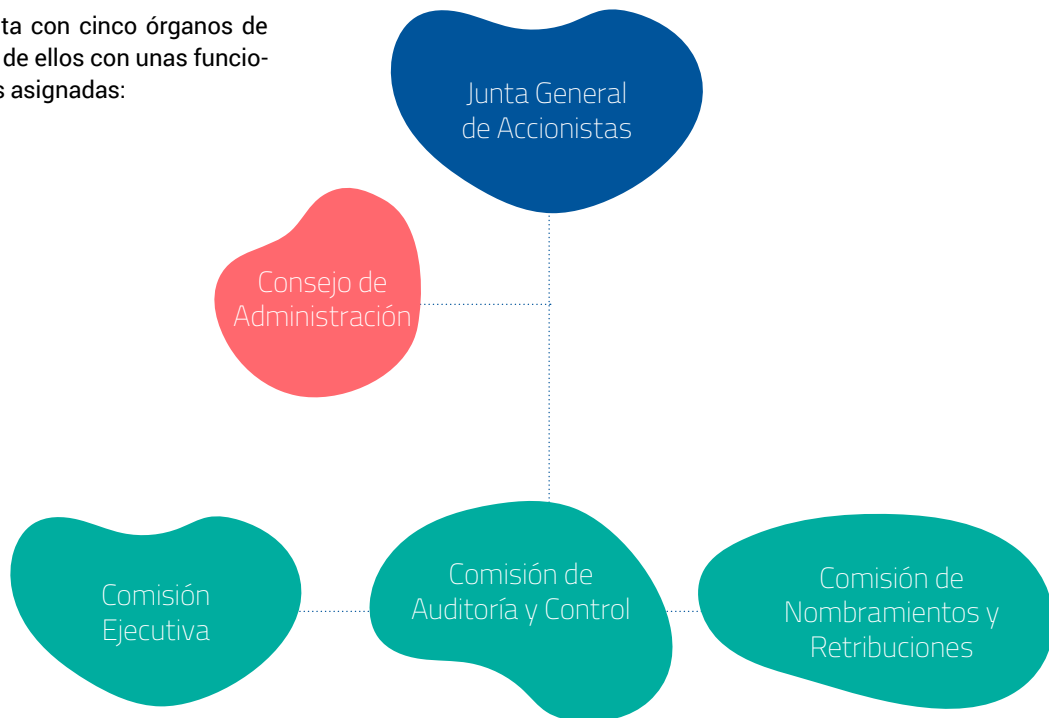 ta con cinco órganos de
de ellos con unas funcio-
s asignadas:
Junta General
de Accionistas
Consejo de
Administración
Comisión
Ejecutiva
Comisión de
Auditoría y Control
Comisión de
Nombramientos y
Retribuciones